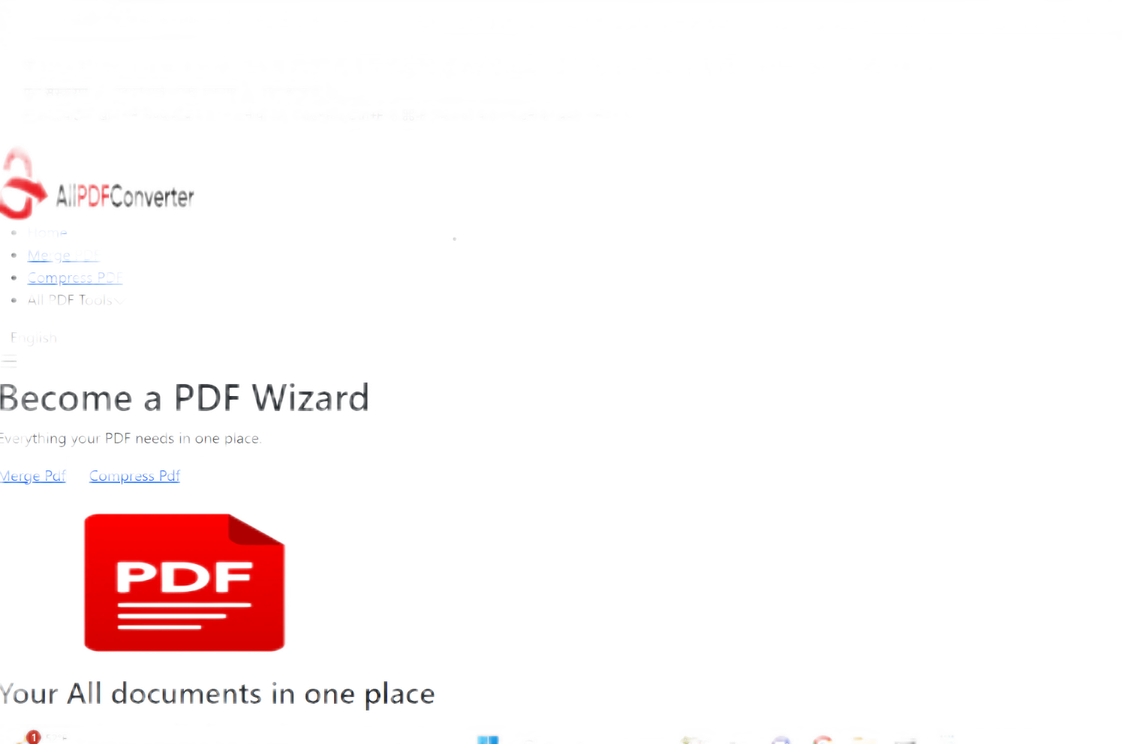 AllPDFConverter
Home
Merge PDF
Compress PDF
All PDF Tools
English
Become a PDF Wizard
Everything your PDF needs in one place.
Merge Pdf Compress Pdf
PDF
Your All documents in one place
1